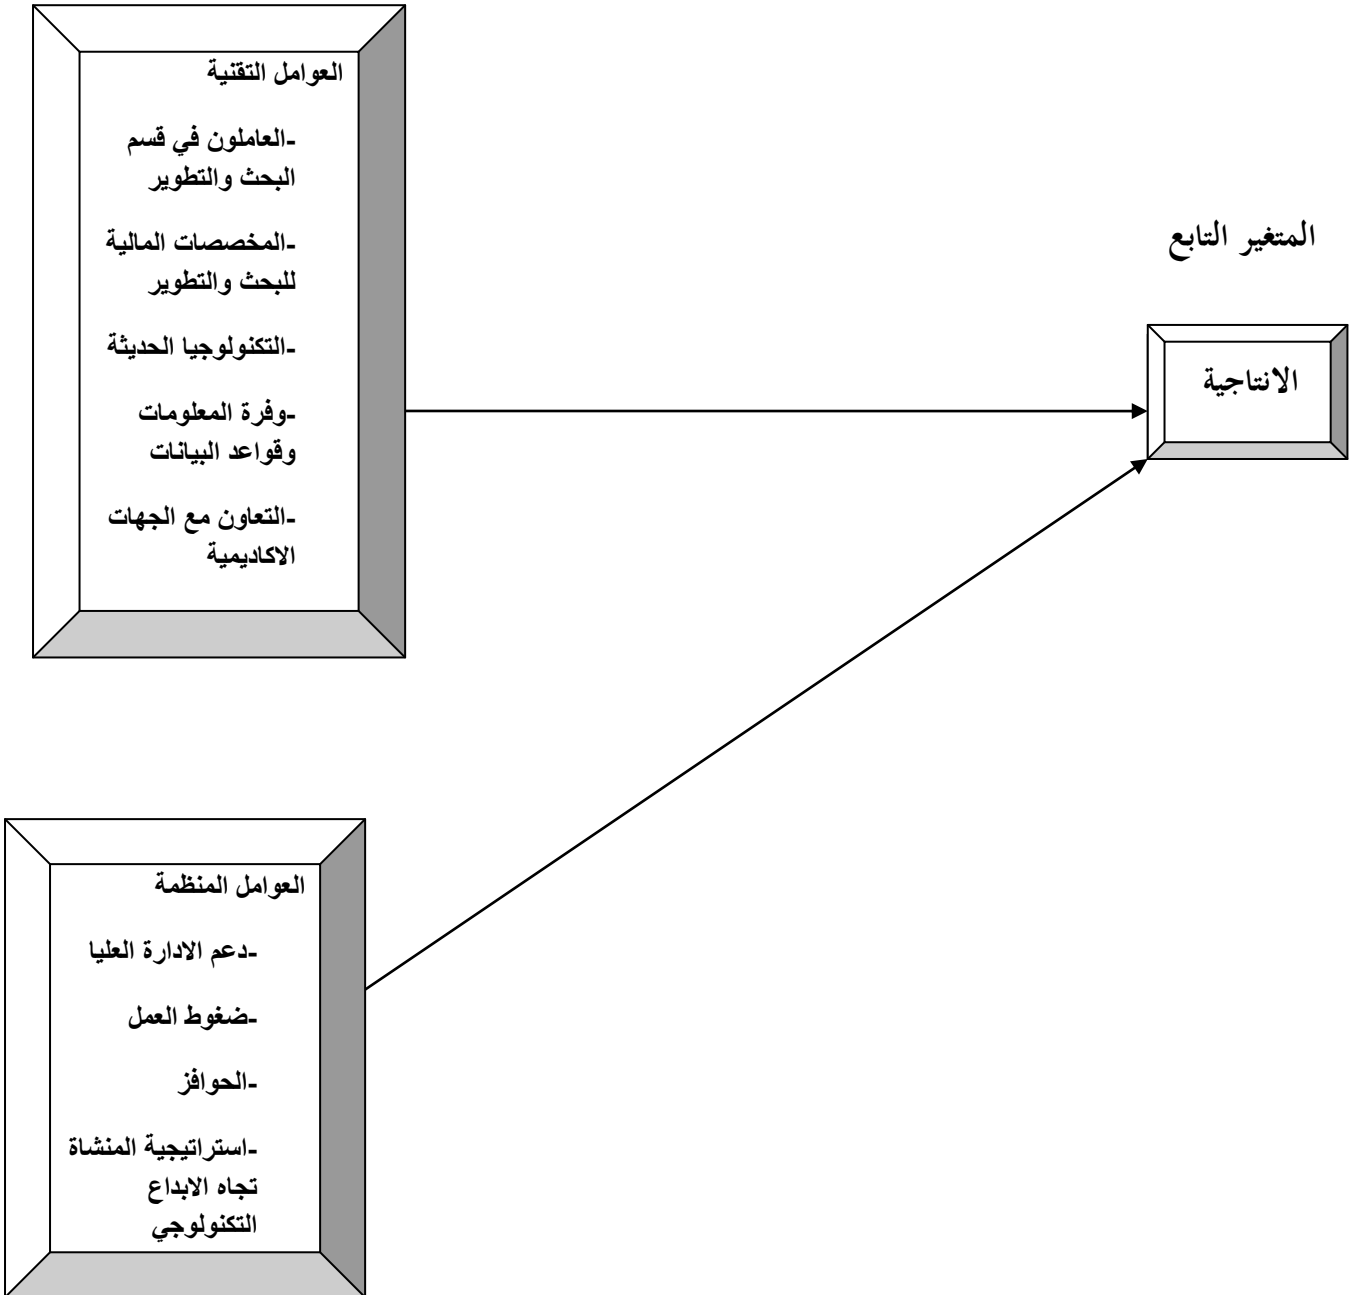 العوامل التقنية
-العاملون في قسم
البحث والتطوير
-المخصصات المالية
للبحث والتطوير
-التكنولوجيا الحديثة
-وفرة المعلومات
وقواعد البيانات
-التعاون مع الجهات
الاكاديمية
المتغير التابع
الانتاجية
العوامل المنظمة
-دعم الادارة العليا
-ضغوط العمل
-الحوافز
-استراتيجية المنشاة
تجاه الابداع
التكنولوجي